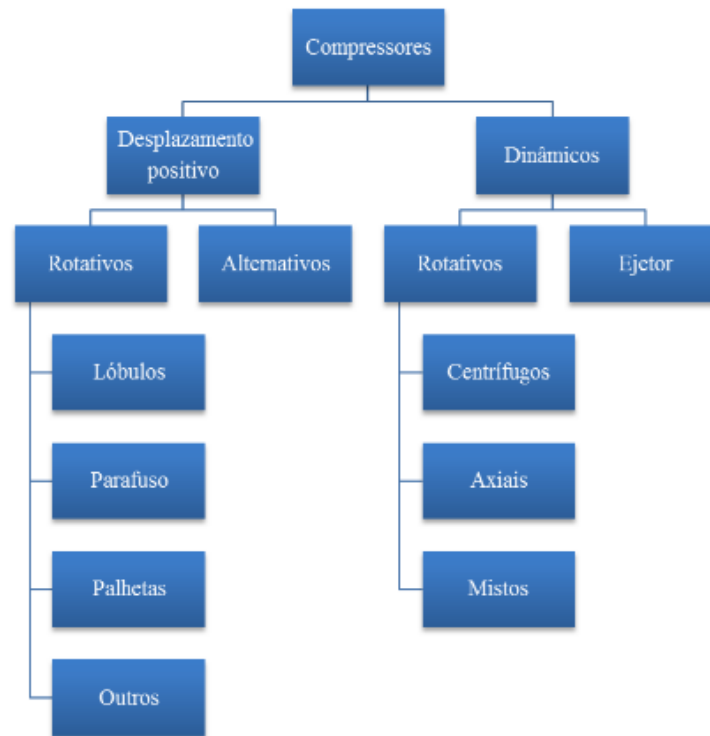 Compressores
Desplazamento
positivo
Dinâmicos
Rotativos
Alternativos
Rotativos
Ejetor
Lóbulos
Centrífugos
Parafuso
Axiais
Palhetas
Mistos
Outros